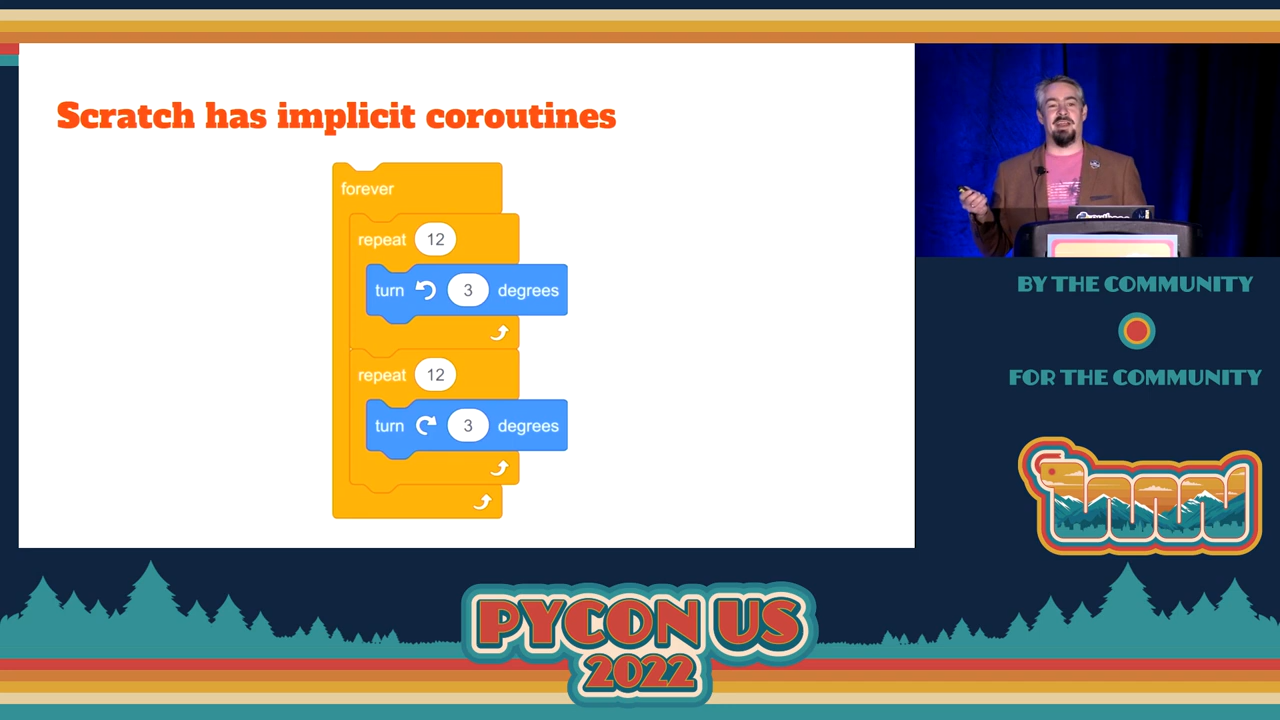 Scratch has implicit coroutines
forever
repeat 12
turn 3 degrees
repeat 12
turn 3 degrees
BY THE COMMUNITY
FOR THE COMMUNITY
PYCON US
2022